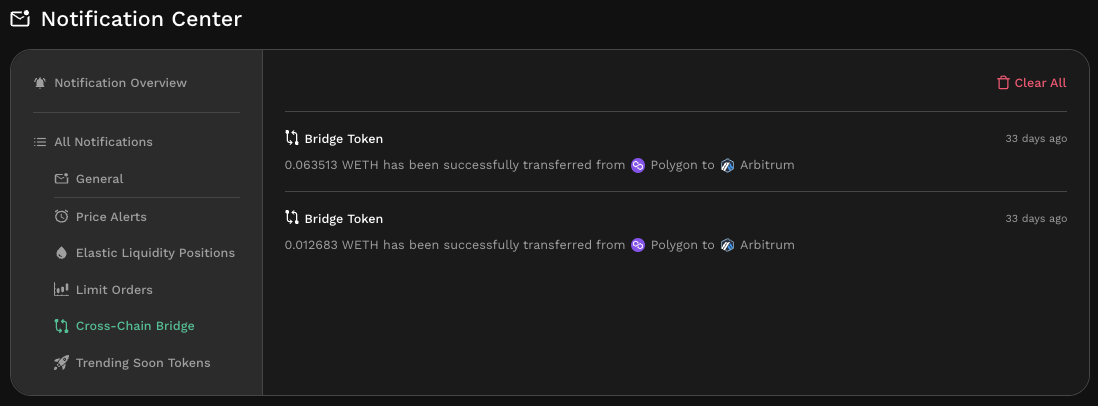 Notification Center
Notification Overview
All Notifications
General
Price Alerts
Elastic Liquidity Positions
Limit Orders
Cross-Chain Bridge
Trending Soon Tokens
Clear All
Bridge Token
33 days ago
0.063513 WETH has been successfully transferred from Polygon to Arbitrum
Bridge Token
33 days ago
0.012683 WETH has been successfully transferred from Polygon to Arbitrum